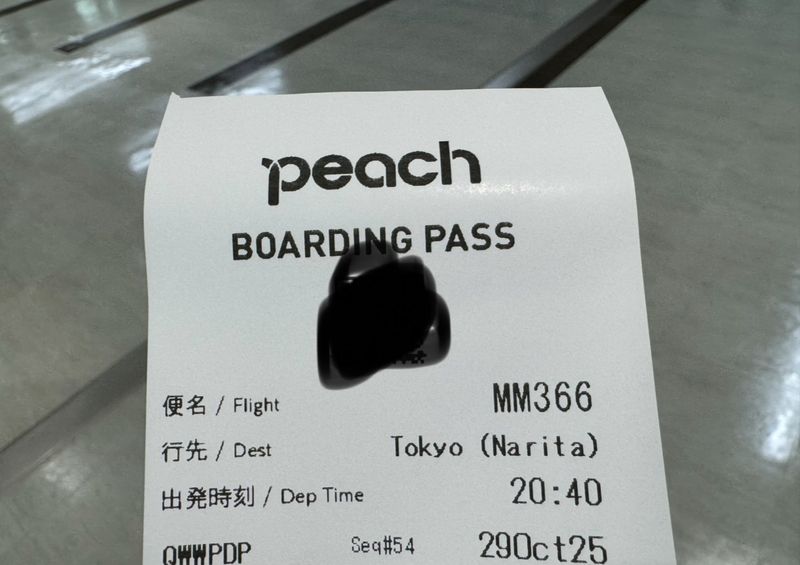 peach
BOARDING PASS
便名 / Flight MM366
行先 / Dest Tokyo (Narita)
出発時刻 / Dep Time 20:40
QWWPDP Seq#54 29Oct25